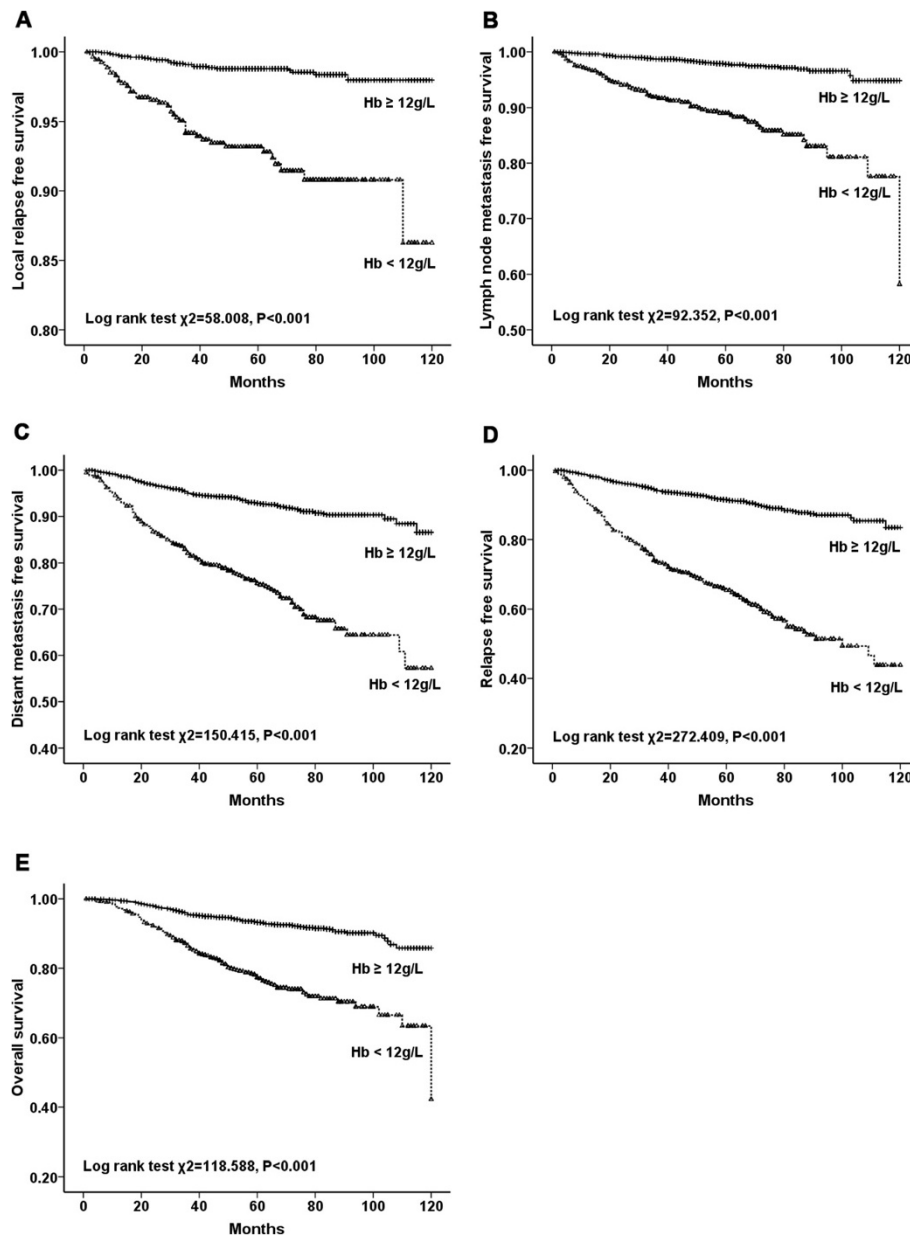 A
Local relapse free survival
1.00
0.95
0.90
0.85
0.80
Hb ≥ 12g/L
Hb < 12g/L
Log rank test χ2=58.008, P<0.001
0 20 40 60 80 100 120
Months
B
Lymph node metastasis free survival
1.00
0.90
0.80
0.70
0.60
0.50
Hb ≥ 12g/L
Hb < 12g/L
Log rank test χ2=92.352, P<0.001
0 20 40 60 80 100 120
Months
C
Distant metastasis free survival
1.00
0.90
0.80
0.70
0.60
0.50
0.40
Hb ≥ 12g/L
Hb < 12g/L
Log rank test χ2=150.415, P<0.001
0 20 40 60 80 100 120
Months
D
Relapse free survival
1.00
0.80
0.60
0.40
0.20
Hb ≥ 12g/L
Hb < 12g/L
Log rank test χ2=272.409, P<0.001
0 20 40 60 80 100 120
Months
E
Overall survival
1.00
0.80
0.60
0.40
0.20
Hb ≥ 12g/L
Hb < 12g/L
Log rank test χ2=118.588, P<0.001
0 20 40 60 80 100 120
Months